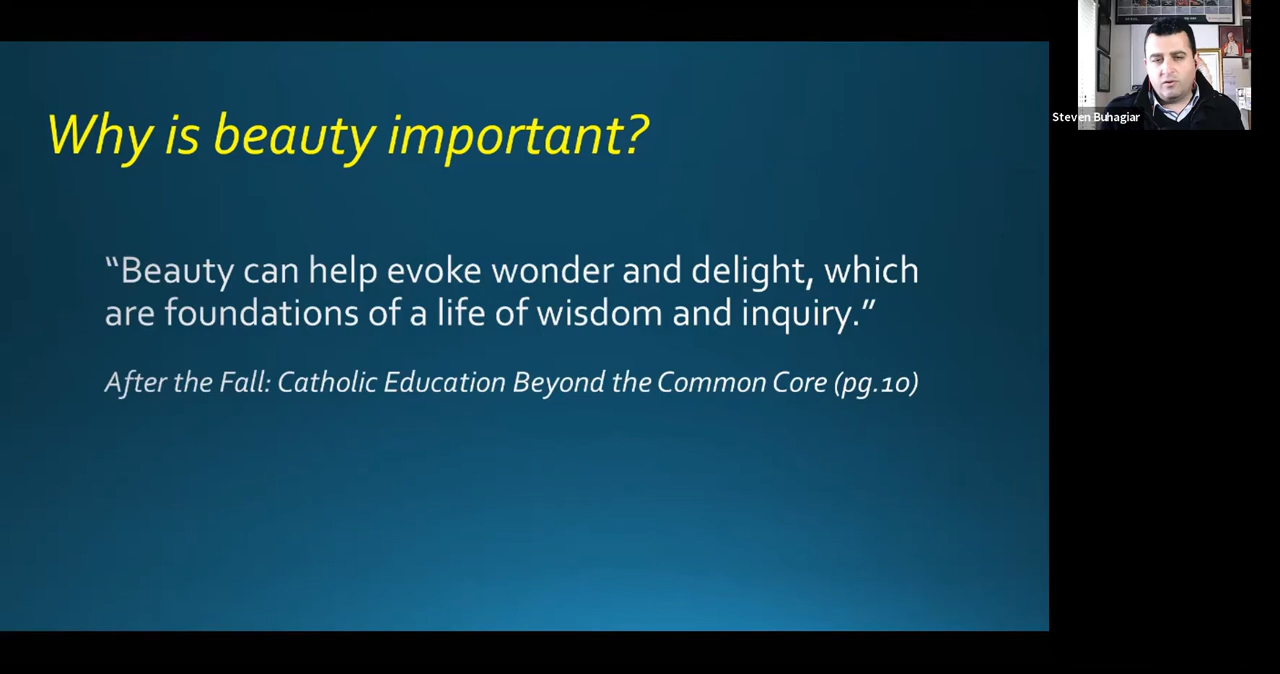 Why is beauty important?
“Beauty can help evoke wonder and delight, which
are foundations of a life of wisdom and inquiry.”
After the Fall: Catholic Education Beyond the Common Core (pg.10)
Steven Buhagiar